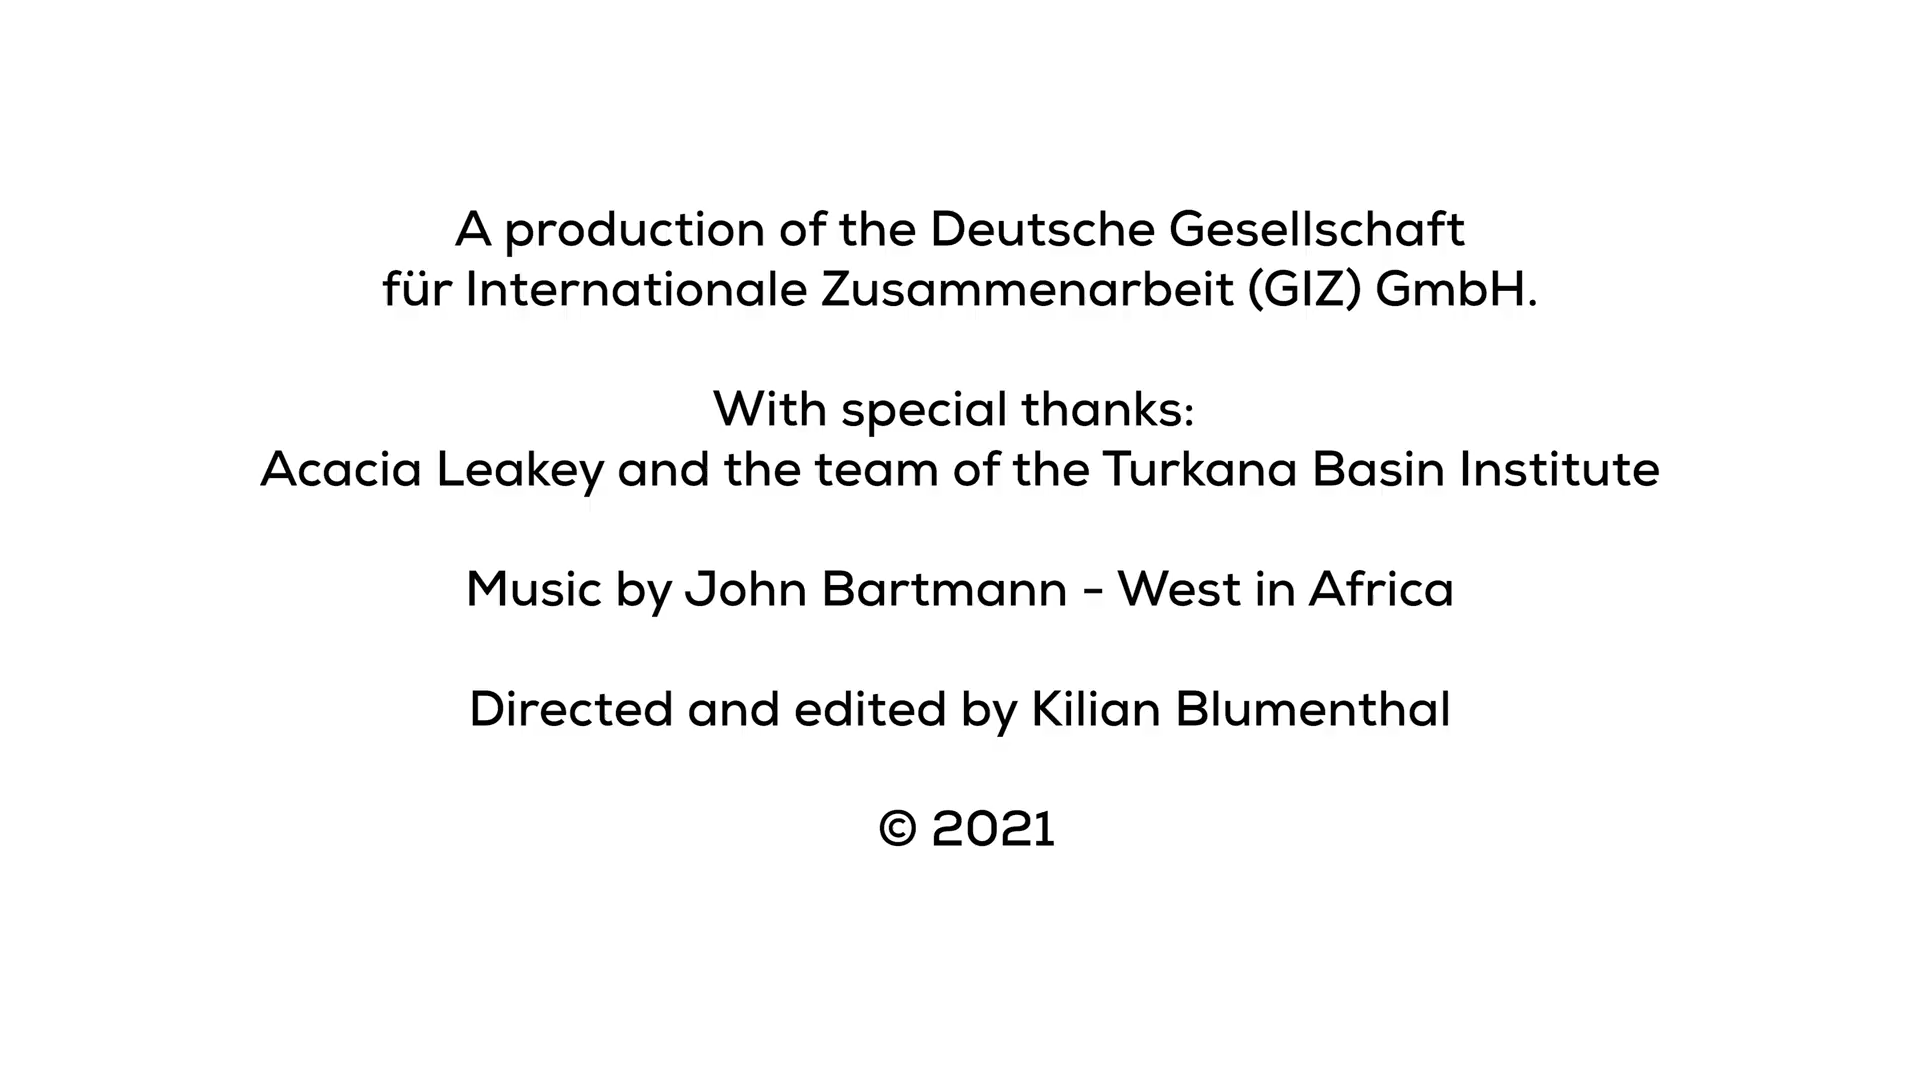 A production of the Deutsche Gesellschaft
für Internationale Zusammenarbeit (GIZ) GmbH.
With special thanks:
Acacia Leakey and the team of the Turkana Basin Institute
Music by John Bartmann - West in Africa
Directed and edited by Kilian Blumenthal
© 2021